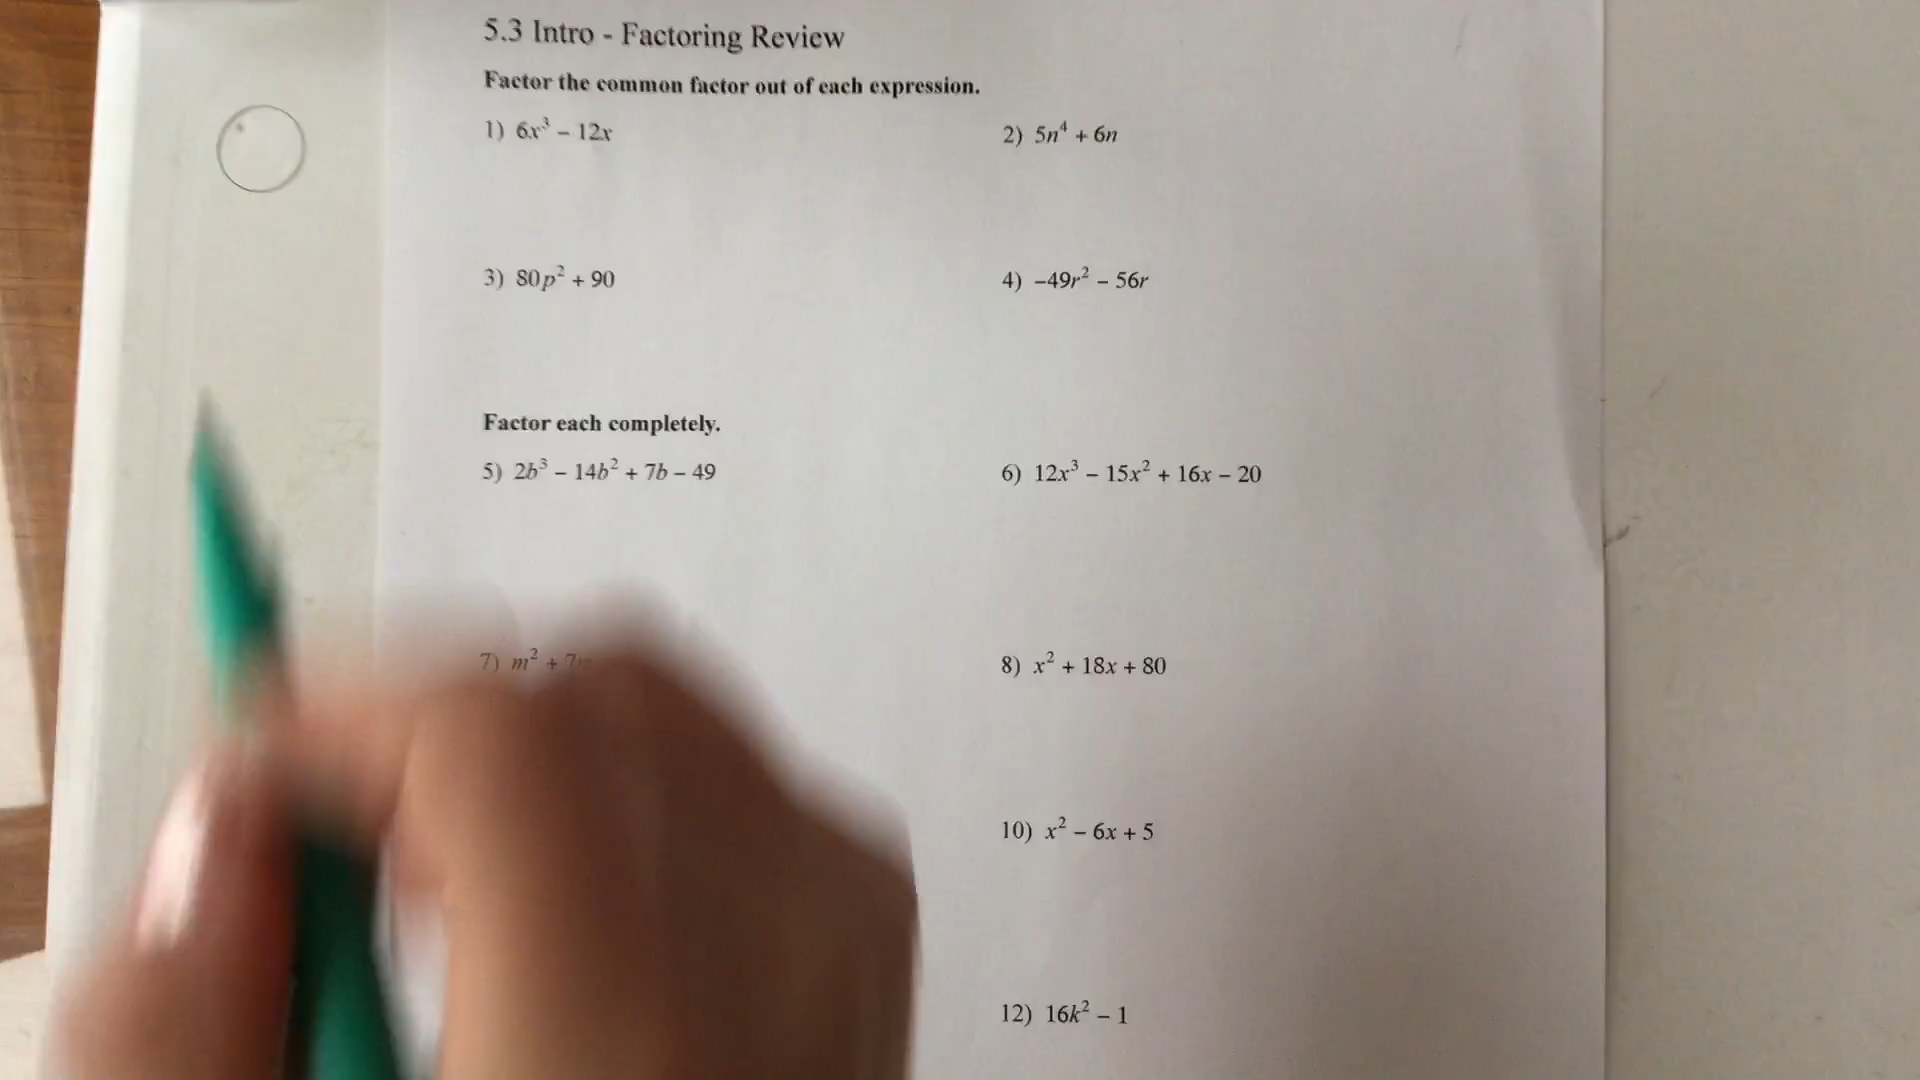 5.3 Intro - Factoring Review
Factor the common factor out of each expression.
1) 6x³ − 12x
2) 5n⁴ + 6n
3) 80p² + 90
4) −49r² − 56r
Factor each completely.
5) 2b³ − 14b² + 7b − 49
6) 12x³ − 15x² + 16x − 20
7) m² + 7
8) x² + 18x + 80
10) x² − 6x + 5
12) 16k² − 1